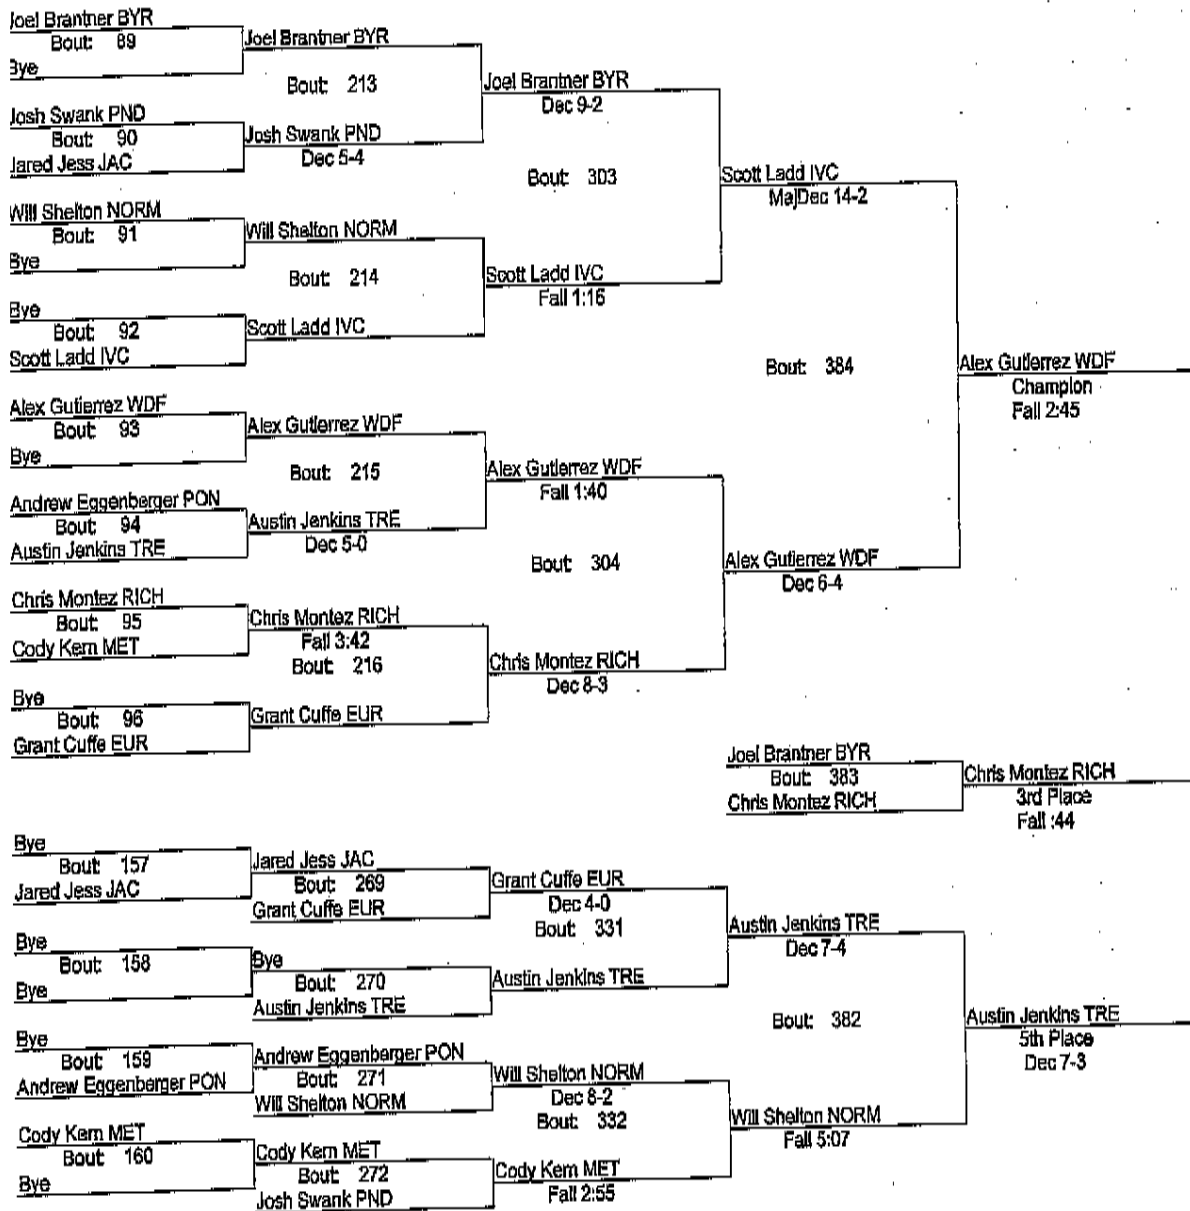 Joel Brantner BYR
Bout: 89
Bye
Joel Brantner BYR
Bout: 213
Josh Swank PND
Bout: 90
Jared Jess JAC
Josh Swank PND
Dec 5-4
Joel Brantner BYR
Dec 9-2
Bout: 303
Will Shelton NORM
Bout: 91
Bye
Will Shelton NORM
Bout: 214
Bye
Bout: 92
Scott Ladd IVC
Scott Ladd IVC
Scott Ladd IVC
Fall 1:16
Scott Ladd IVC
MajDec 14-2
Bout: 384
Alex Gutierrez WDF
Champion
Fall 2:45
Alex Gutierrez WDF
Bout: 93
Bye
Alex Gutierrez WDF
Bout: 215
Andrew Eggenberger PON
Bout: 94
Austin Jenkins TRE
Austin Jenkins TRE
Dec 5-0
Alex Gutierrez WDF
Fall 1:40
Bout: 304
Alex Gutierrez WDF
Dec 6-4
Chris Montez RICH
Bout: 95
Cody Kern MET
Chris Montez RICH
Fall 3:42
Bout: 216
Bye
Bout: 96
Grant Cuffe EUR
Grant Cuffe EUR
Chris Montez RICH
Dec 8-3
Joel Brantner BYR
Bout: 383
Chris Montez RICH
Chris Montez RICH
3rd Place
Fall :44
Bye
Bout: 157
Jared Jess JAC
Jared Jess JAC
Bout: 269
Grant Cuffe EUR
Grant Cuffe EUR
Dec 4-0
Bout: 331
Bye
Bout: 158
Bye
Bye
Bout: 270
Austin Jenkins TRE
Austin Jenkins TRE
Austin Jenkins TRE
Dec 7-4
Bout: 382
Austin Jenkins TRE
5th Place
Dec 7-3
Bye
Bout: 159
Andrew Eggenberger PON
Andrew Eggenberger PON
Bout: 271
Will Shelton NORM
Will Shelton NORM
Dec 8-2
Bout: 332
Will Shelton NORM
Fall 5:07
Cody Kern MET
Bout: 160
Bye
Cody Kern MET
Bout: 272
Josh Swank PND
Cody Kern MET
Fall 2:55